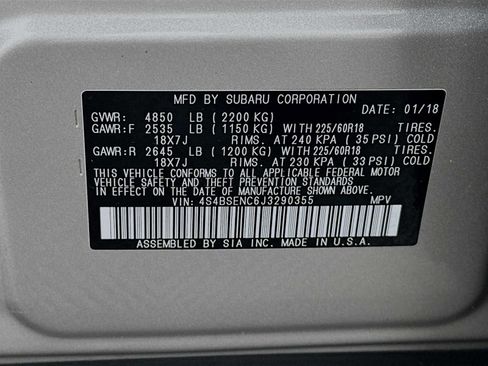 MFD BY SUBARU CORPORATION
GVWR: 4850 LB (2200 KG) DATE: 01/18
GAWR:F 2535 LB (1150 KG) WITH 225/60R18 TIRES.
18X7J RIMS. AT 240 KPA (35 PSI) COLD
GAWR:R 2645 LB (1200 KG) WITH 225/60R18 TIRES.
18X7J RIMS. AT 230 KPA (33 PSI) COLD
THIS VEHICLE CONFORMS TO ALL APPLICABLE FEDERAL MOTOR
VEHICLE SAFETY AND THEFT PREVENTION STANDARDS
IN EFFECT ON THE DATE OF MANUFACTURE SHOWN ABOVE.
VIN: 4S4BSENC6J3290355 MPV
ASSEMBLED BY SIA INC. MADE IN U.S.A.